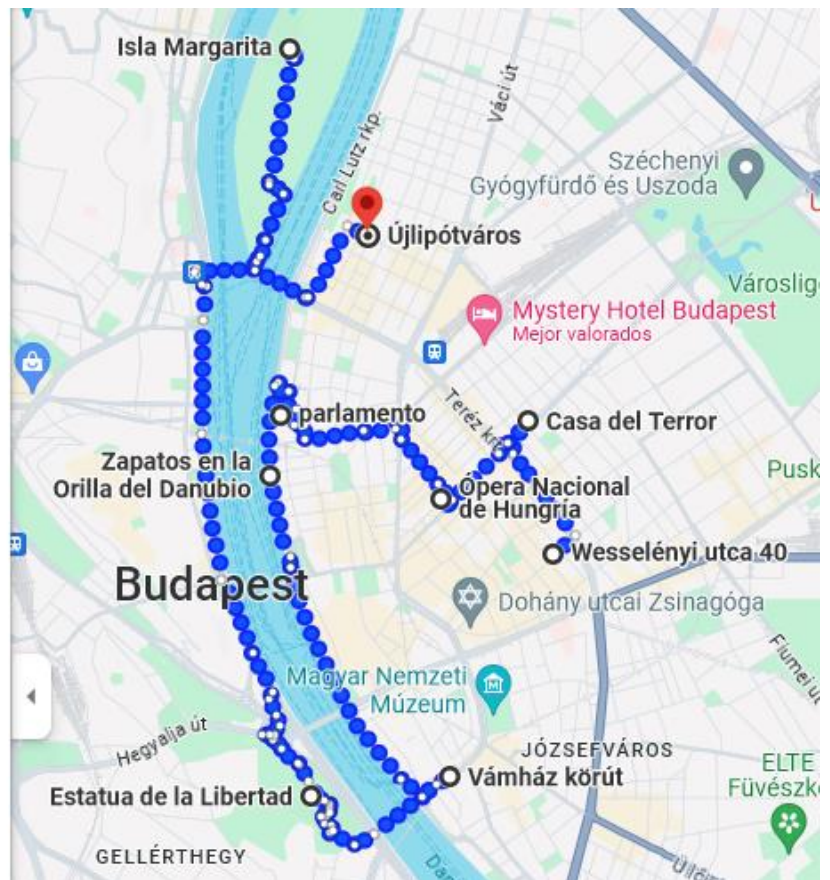 Isla Margarita
Váci út
Carl Lutz rkp.
Széchenyi
Gyógyfürdő és Uszoda
Újlipótváros
Városlig
Mystery Hotel Budapest
Mejor valorados
parlamento
Teréz krt.
Casa del Terror
Zapatos en la
Orilla del Danubio
Ópera Nacional
de Hungría
Pusk
Wesselényi utca 40
Budapest
Dohány utcai Zsinagóga
Magyar Nemzeti
Múzeum
Fiumei út
Hegyalja út
JÓZSEFVÁROS
Vámház körút
ELTE
Füvészk
Estatua de la Libertad
GELLÉRTHEGY
Dan
Üllői